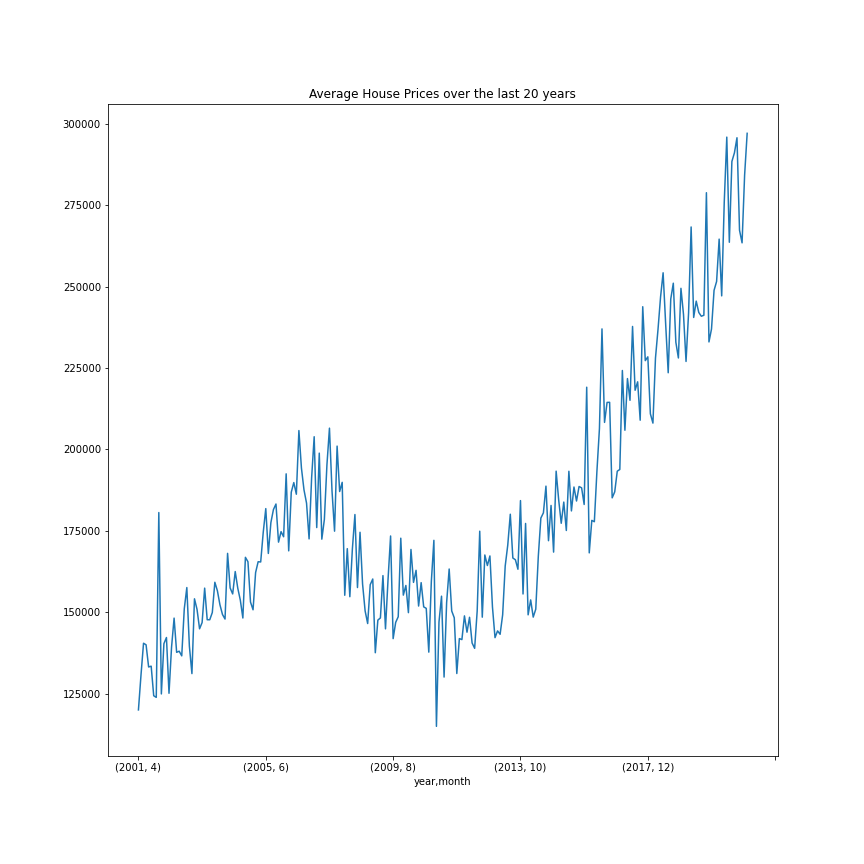 Average House Prices over the last 20 years
300000
275000
250000
225000
200000
175000
150000
125000
(2001, 4) (2005, 6) (2009, 8) (2013, 10) (2017, 12)
year,month